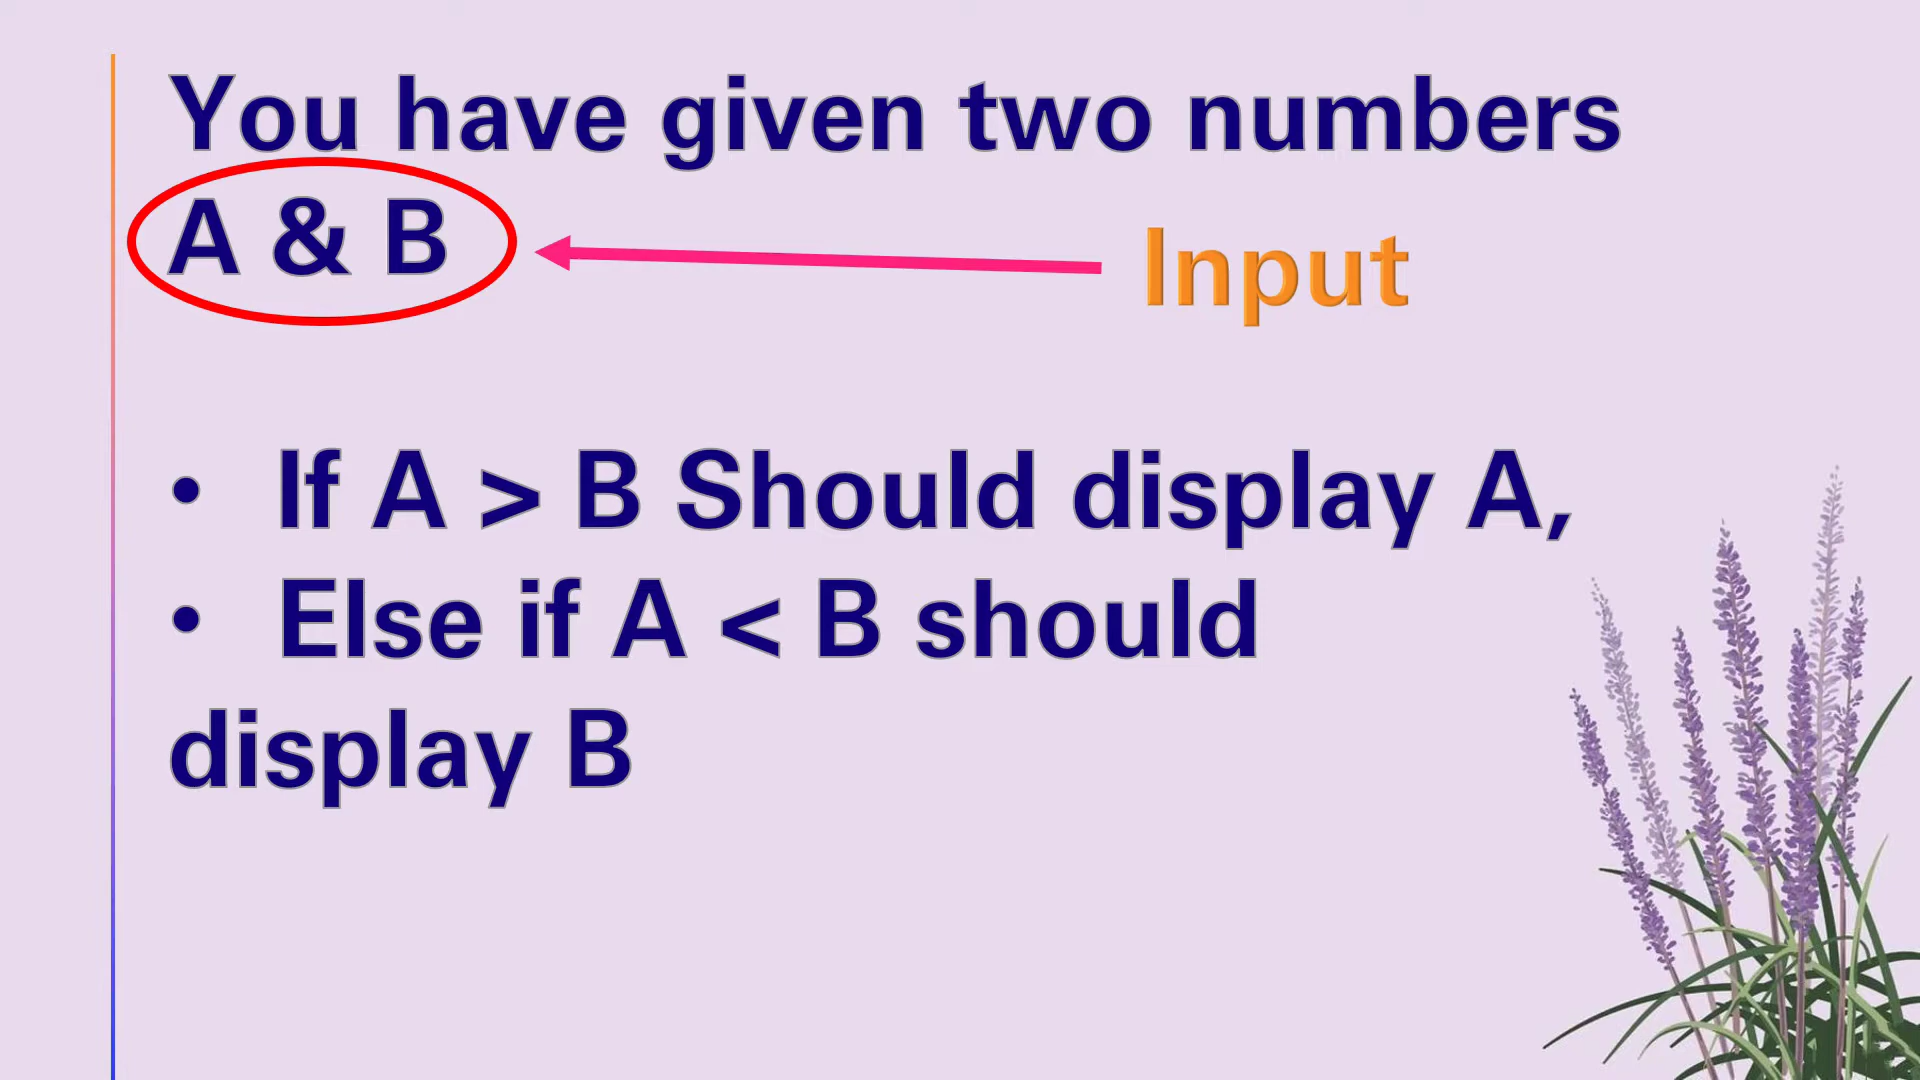 You have given two numbers
A & B
Input
• If A > B Should display A,
• Else if A < B should
display B